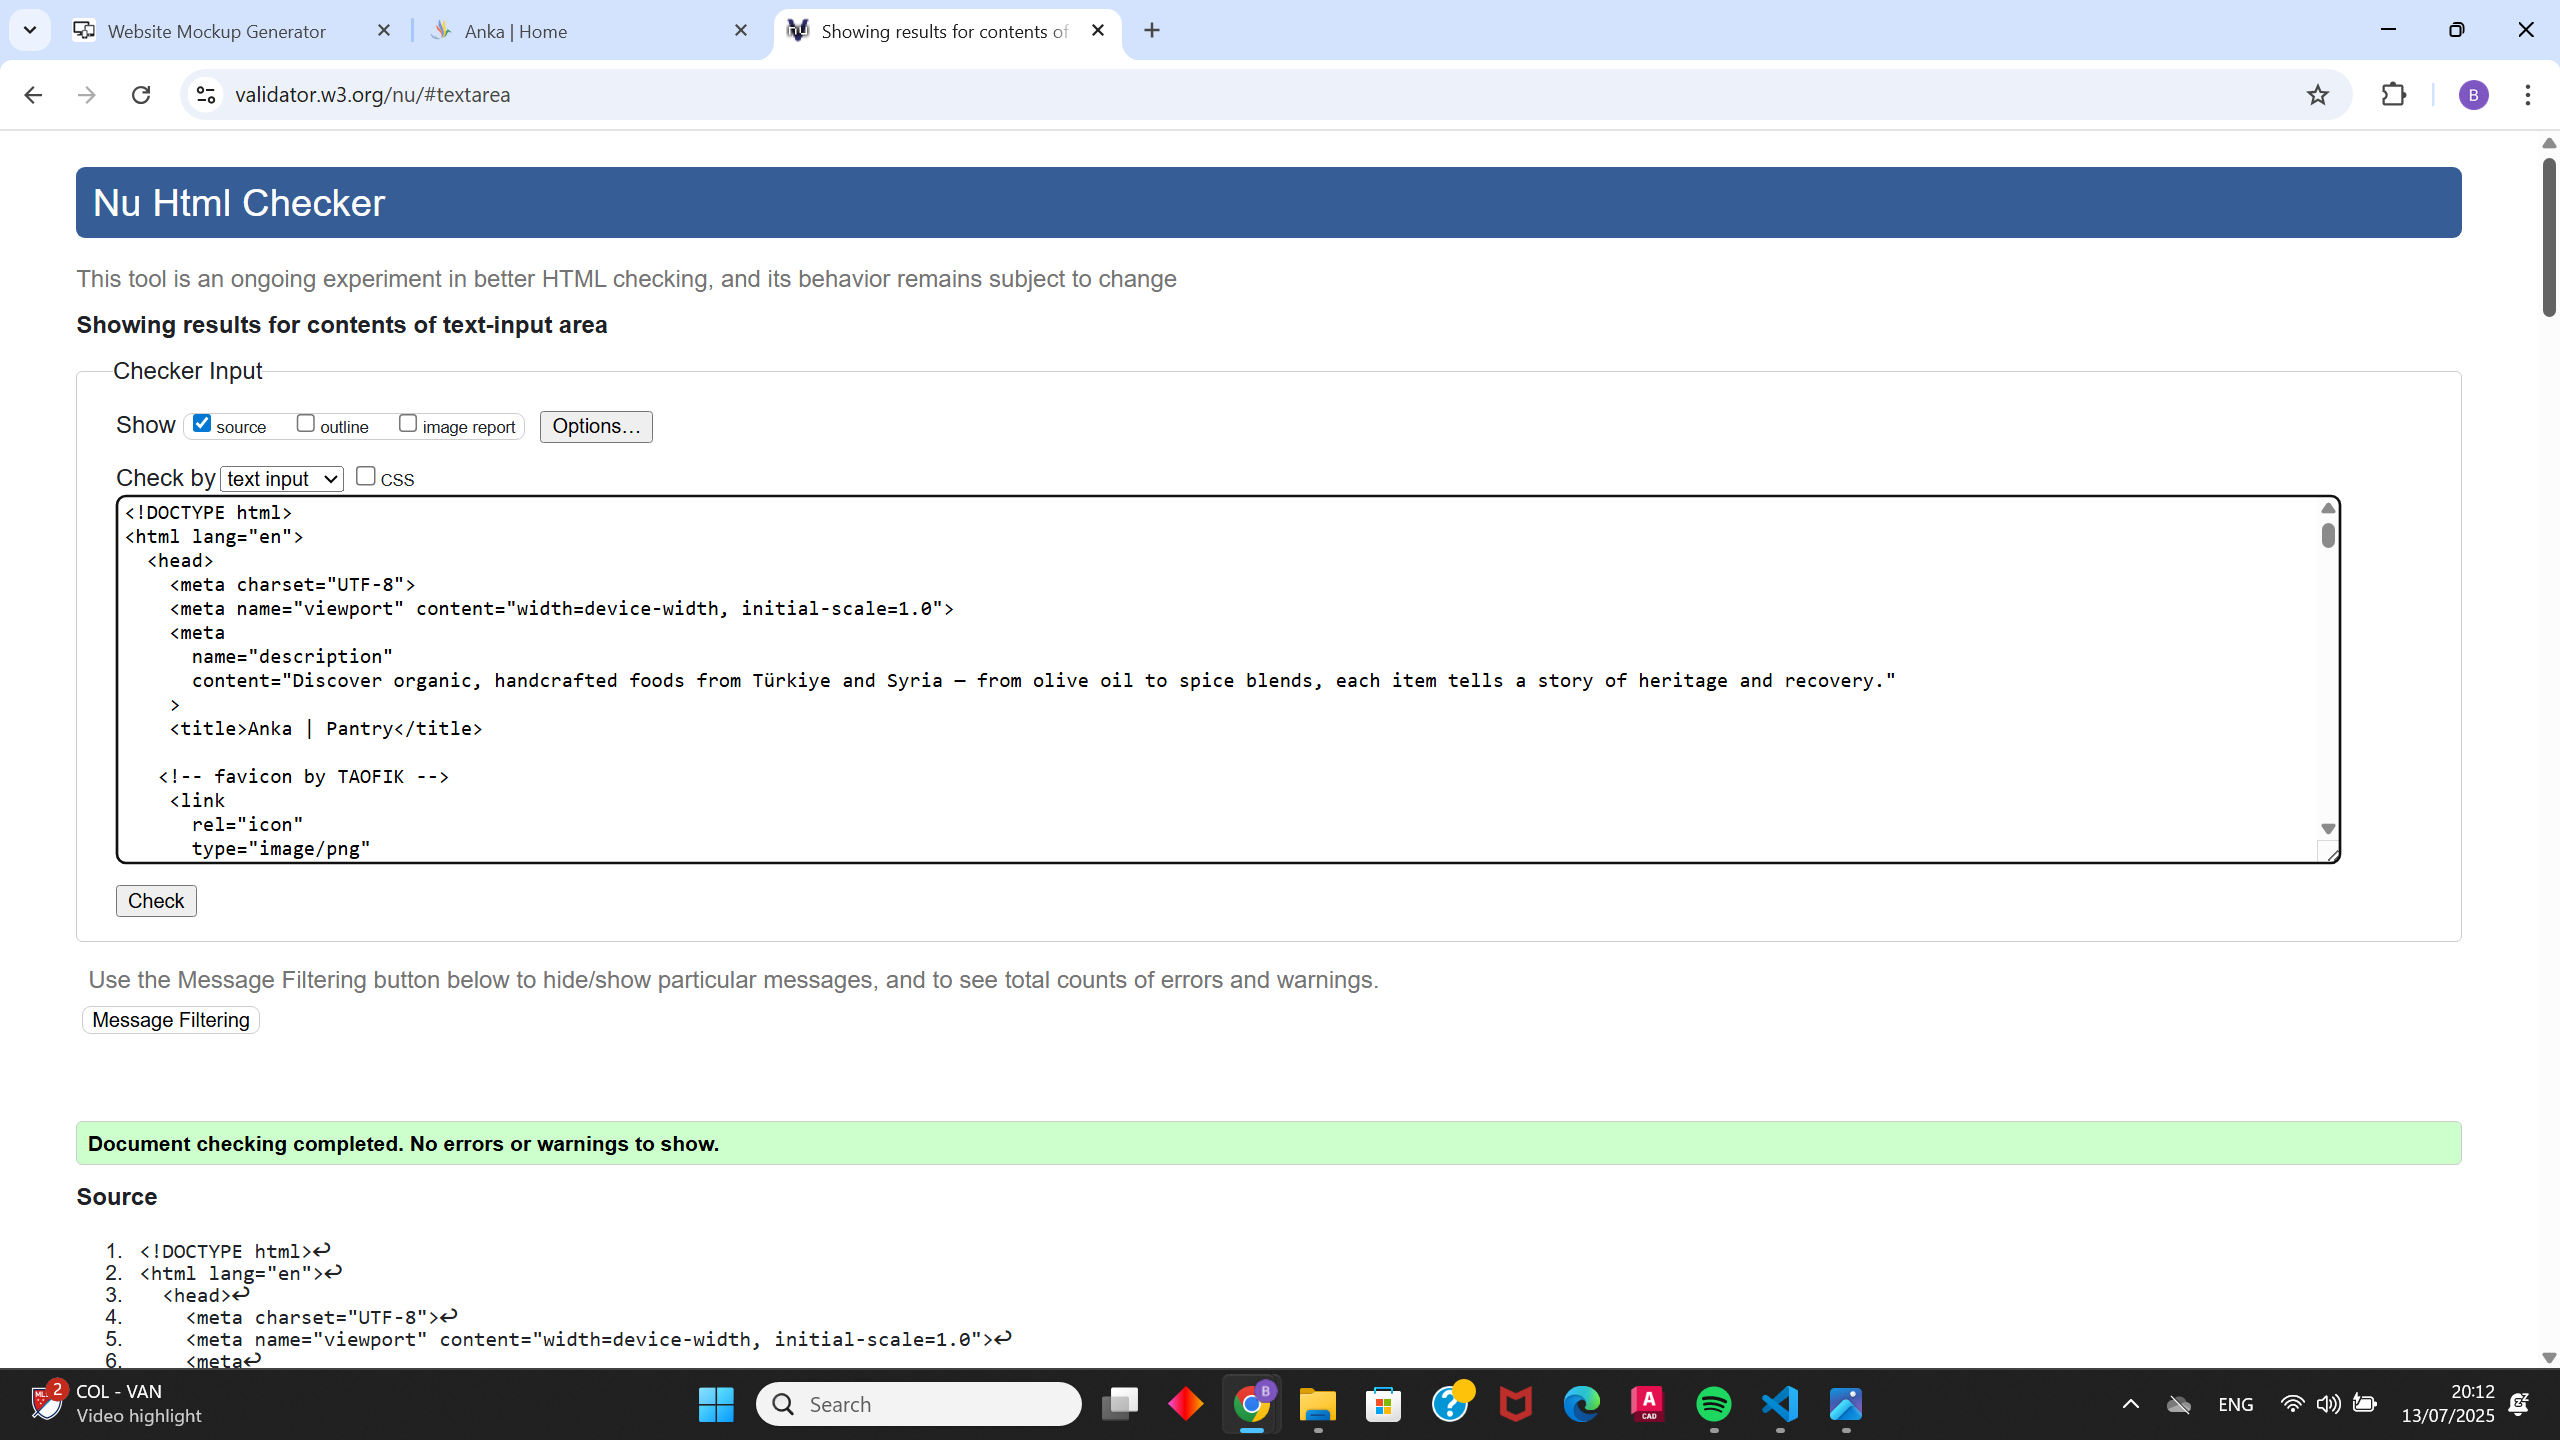 Website Mockup Generator
Anka | Home
Showing results for contents of
validator.w3.org/nu/#textarea
B
Nu Html Checker
This tool is an ongoing experiment in better HTML checking, and its behavior remains subject to change
Showing results for contents of text-input area
Checker Input
Show source outline image report Options...
Check by text input CSS
<!DOCTYPE html>
<html lang="en">
  <head>
    <meta charset="UTF-8">
    <meta name="viewport" content="width=device-width, initial-scale=1.0">
    <meta
      name="description"
      content="Discover organic, handcrafted foods from Türkiye and Syria — from olive oil to spice blends, each item tells a story of heritage and recovery."
    >
    <title>Anka | Pantry</title>
   <!-- favicon by TAOFIK -->
    <link
      rel="icon"
      type="image/png"
Check
Use the Message Filtering button below to hide/show particular messages, and to see total counts of errors and warnings.
Message Filtering
Document checking completed. No errors or warnings to show.
Source
1. <!DOCTYPE html>↩
2. <html lang="en">↩
3.   <head>↩
4.     <meta charset="UTF-8">↩
5.     <meta name="viewport" content="width=device-width, initial-scale=1.0">↩
6.     <meta↩
2
COL - VAN
Video highlight
Search
B
A
CAD
ENG
20:12
13/07/2025